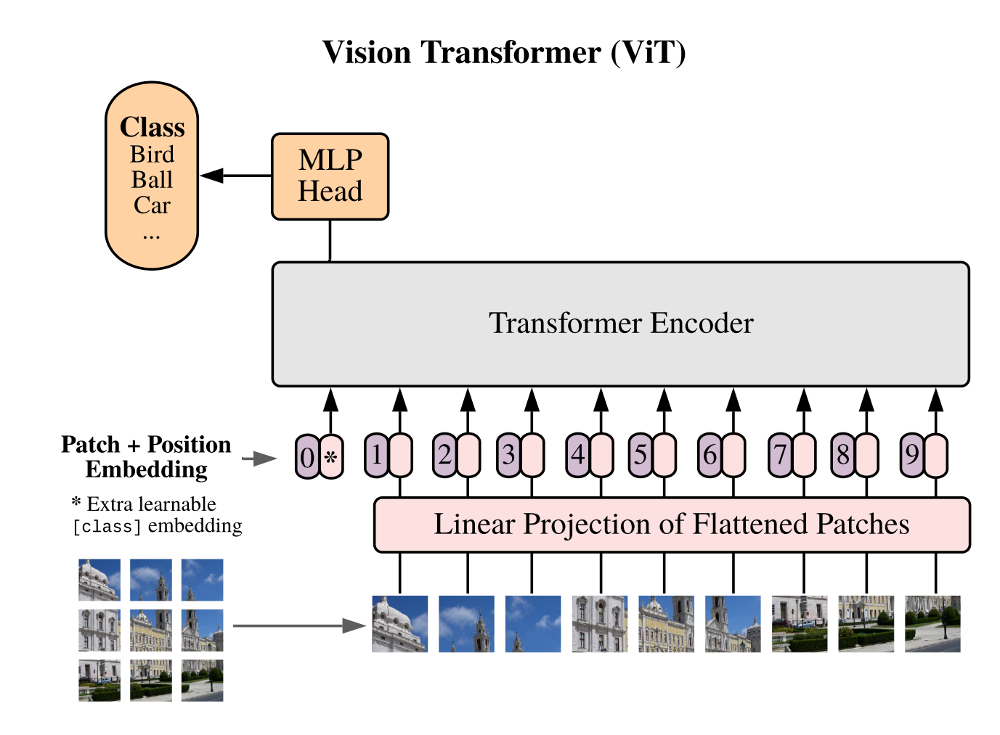 Vision Transformer (ViT)
Class
Bird
Ball
Car
...
MLP
Head
Transformer Encoder
Patch + Position
Embedding
0 * 1 2 3 4 5 6 7 8 9
* Extra learnable
[class] embedding
Linear Projection of Flattened Patches